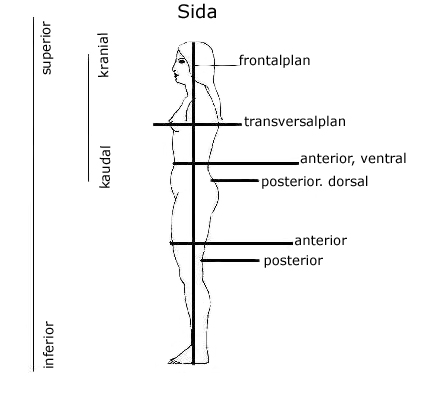 Sida
superior
kranial
frontalplan
transversalplan
kaudal
anterior, ventral
posterior. dorsal
anterior
posterior
inferior